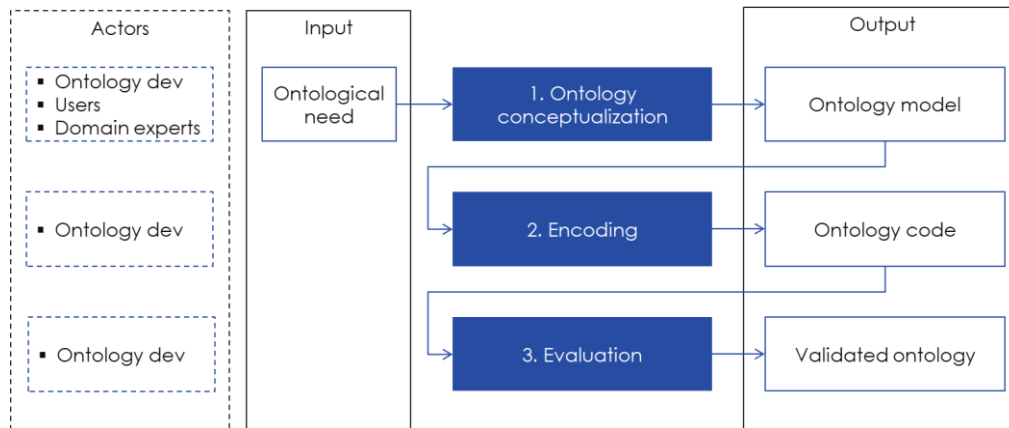 Actors
Input
Output
▪ Ontology dev
▪ Users
▪ Domain experts
Ontological
need
1. Ontology
conceptualization
Ontology model
▪ Ontology dev
2. Encoding
Ontology code
▪ Ontology dev
3. Evaluation
Validated ontology